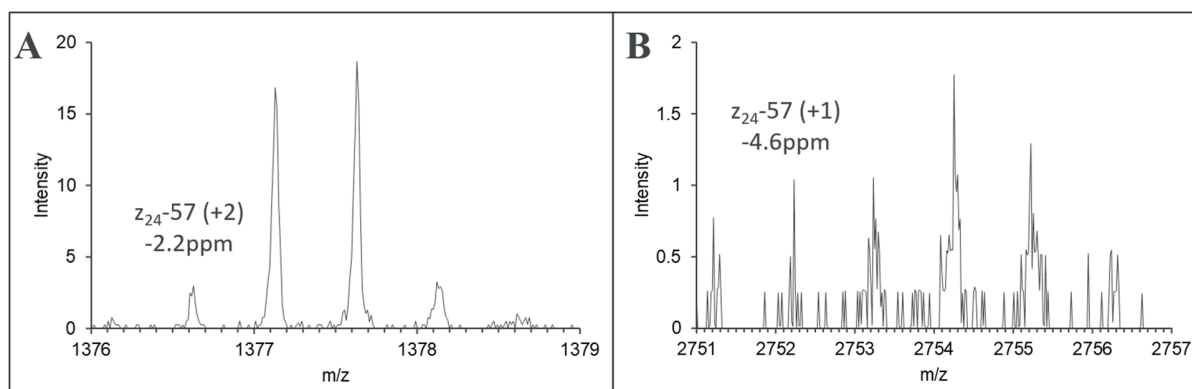 A
20
15
10
5
0
Intensity
z₂₄-57 (+2)
-2.2ppm
1376
1377
1378
1379
m/z
B
2
1.5
1
0.5
0
Intensity
z₂₄-57 (+1)
-4.6ppm
2751
2752
2753
2754
2755
2756
2757
m/z